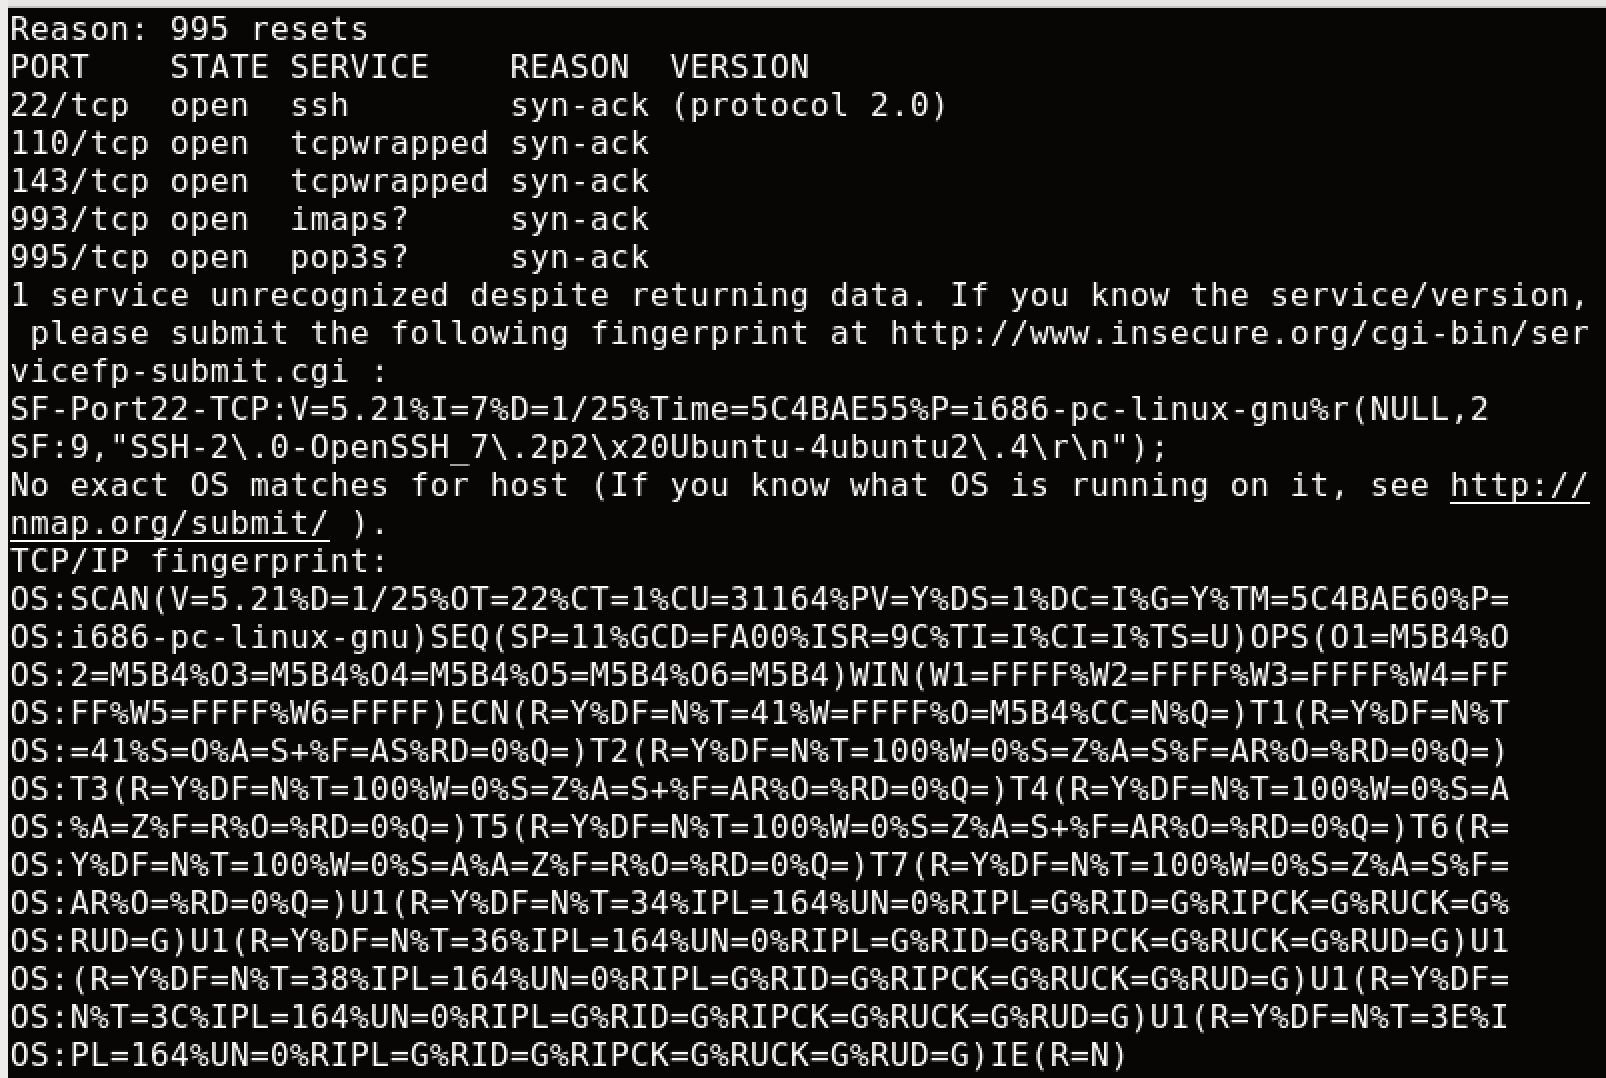 Reason: 995 resets
PORT    STATE SERVICE    REASON  VERSION
22/tcp  open  ssh        syn-ack (protocol 2.0)
110/tcp open  tcpwrapped syn-ack
143/tcp open  tcpwrapped syn-ack
993/tcp open  imaps?     syn-ack
995/tcp open  pop3s?     syn-ack
1 service unrecognized despite returning data. If you know the service/version,
 please submit the following fingerprint at http://www.insecure.org/cgi-bin/ser
vicefp-submit.cgi :
SF-Port22-TCP:V=5.21%I=7%D=1/25%Time=5C4BAE55%P=i686-pc-linux-gnu%r(NULL,2
SF:9,"SSH-2\.0-OpenSSH_7\.2p2\x20Ubuntu-4ubuntu2\.4\r\n");
No exact OS matches for host (If you know what OS is running on it, see http://
nmap.org/submit/ ).
TCP/IP fingerprint:
OS:SCAN(V=5.21%D=1/25%OT=22%CT=1%CU=31164%PV=Y%DS=1%DC=I%G=Y%TM=5C4BAE60%P=
OS:i686-pc-linux-gnu)SEQ(SP=11%GCD=FA00%ISR=9C%TI=I%CI=I%TS=U)OPS(O1=M5B4%O
OS:2=M5B4%O3=M5B4%O4=M5B4%O5=M5B4%O6=M5B4)WIN(W1=FFFF%W2=FFFF%W3=FFFF%W4=FF
OS:FF%W5=FFFF%W6=FFFF)ECN(R=Y%DF=N%T=41%W=FFFF%O=M5B4%CC=N%Q=)T1(R=Y%DF=N%T
OS:=41%S=O%A=S+%F=AS%RD=0%Q=)T2(R=Y%DF=N%T=100%W=0%S=Z%A=S%F=AR%O=%RD=0%Q=)
OS:T3(R=Y%DF=N%T=100%W=0%S=Z%A=S+%F=AR%O=%RD=0%Q=)T4(R=Y%DF=N%T=100%W=0%S=A
OS:%A=Z%F=R%O=%RD=0%Q=)T5(R=Y%DF=N%T=100%W=0%S=Z%A=S+%F=AR%O=%RD=0%Q=)T6(R=
OS:Y%DF=N%T=100%W=0%S=A%A=Z%F=R%O=%RD=0%Q=)T7(R=Y%DF=N%T=100%W=0%S=Z%A=S%F=
OS:AR%O=%RD=0%Q=)U1(R=Y%DF=N%T=34%IPL=164%UN=0%RIPL=G%RID=G%RIPCK=G%RUCK=G%
OS:RUD=G)U1(R=Y%DF=N%T=36%IPL=164%UN=0%RIPL=G%RID=G%RIPCK=G%RUCK=G%RUD=G)U1
OS:(R=Y%DF=N%T=38%IPL=164%UN=0%RIPL=G%RID=G%RIPCK=G%RUCK=G%RUD=G)U1(R=Y%DF=
OS:N%T=3C%IPL=164%UN=0%RIPL=G%RID=G%RIPCK=G%RUCK=G%RUD=G)U1(R=Y%DF=N%T=3E%I
OS:PL=164%UN=0%RIPL=G%RID=G%RIPCK=G%RUCK=G%RUD=G)IE(R=N)